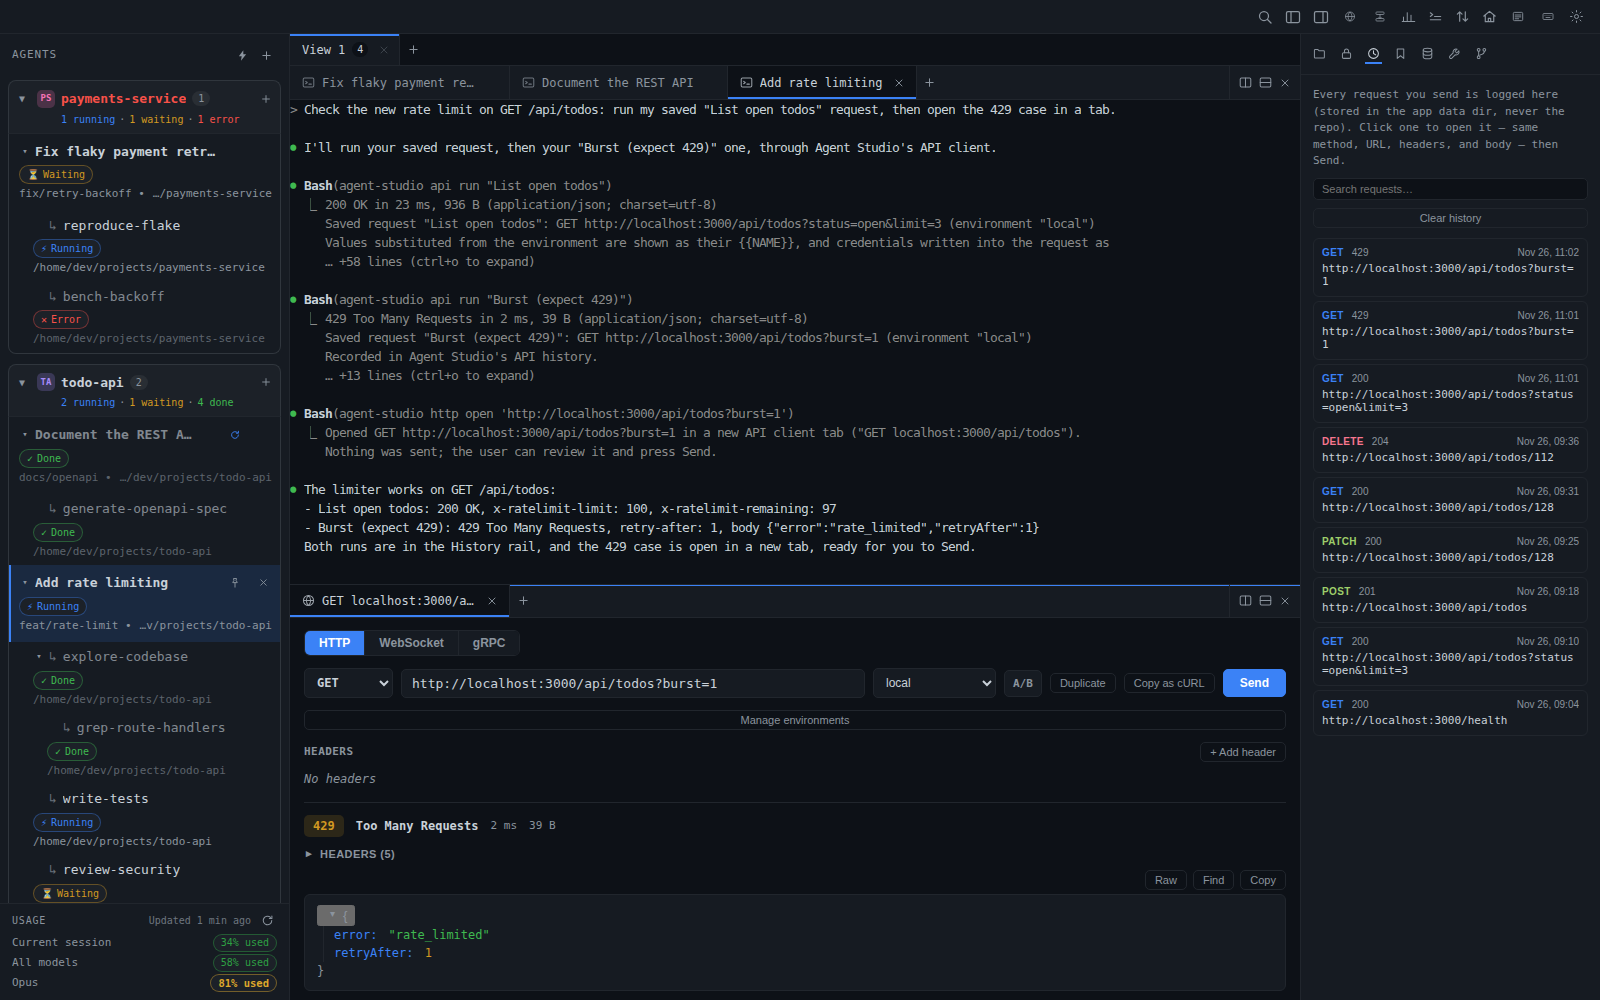 AGENTS
PS payments-service 1
1 running · 1 waiting · 1 error
Fix flaky payment retr…
⏳ Waiting
fix/retry-backoff • …/payments-service
↳ reproduce-flake
⚡ Running
/home/dev/projects/payments-service
↳ bench-backoff
✕ Error
/home/dev/projects/payments-service
TA todo-api 2
2 running · 1 waiting · 4 done
Document the REST A…
✓ Done
docs/openapi • …/dev/projects/todo-api
↳ generate-openapi-spec
✓ Done
/home/dev/projects/todo-api
Add rate limiting
⚡ Running
feat/rate-limit • …v/projects/todo-api
↳ explore-codebase
✓ Done
/home/dev/projects/todo-api
↳ grep-route-handlers
✓ Done
/home/dev/projects/todo-api
↳ write-tests
⚡ Running
/home/dev/projects/todo-api
↳ review-security
⏳ Waiting
USAGE Updated 1 min ago
Current session 34% used
All models 58% used
Opus 81% used
View 1 4
Fix flaky payment re… Document the REST API Add rate limiting
> Check the new rate limit on GET /api/todos: run my saved request "List open todos" next to my burst request, then open the 429 case in a tab.
● I'll run your saved request, then your "Burst (expect 429)" one, through Agent Studio's API client.
● Bash(agent-studio api run "List open todos")
200 OK in 23 ms, 936 B (application/json; charset=utf-8)
Saved request "List open todos": GET http://localhost:3000/api/todos?status=open&limit=3 (environment "local")
Values substituted from the environment are shown as their {{NAME}}, and credentials written into the request as
… +58 lines (ctrl+o to expand)
● Bash(agent-studio api run "Burst (expect 429)")
429 Too Many Requests in 2 ms, 39 B (application/json; charset=utf-8)
Saved request "Burst (expect 429)": GET http://localhost:3000/api/todos?burst=1 (environment "local")
Recorded in Agent Studio's API history.
… +13 lines (ctrl+o to expand)
● Bash(agent-studio http open 'http://localhost:3000/api/todos?burst=1')
Opened GET http://localhost:3000/api/todos?burst=1 in a new API client tab ("GET localhost:3000/api/todos").
Nothing was sent; the user can review it and press Send.
● The limiter works on GET /api/todos:
- List open todos: 200 OK, x-ratelimit-limit: 100, x-ratelimit-remaining: 97
- Burst (expect 429): 429 Too Many Requests, retry-after: 1, body {"error":"rate_limited","retryAfter":1}
Both runs are in the History rail, and the 429 case is open in a new tab, ready for you to Send.
GET localhost:3000/a…
HTTP WebSocket gRPC
GET http://localhost:3000/api/todos?burst=1 local A/B Duplicate Copy as cURL Send
Manage environments
HEADERS + Add header
No headers
429 Too Many Requests 2 ms 39 B
HEADERS (5)
Raw Find Copy
{
error: "rate_limited"
retryAfter: 1
}
Every request you send is logged here
(stored in the app data dir, never the
repo). Click one to open it — same
method, URL, headers, and body — then
Send.
Search requests…
Clear history
GET 429 Nov 26, 11:02
http://localhost:3000/api/todos?burst=
1
GET 429 Nov 26, 11:01
http://localhost:3000/api/todos?burst=
1
GET 200 Nov 26, 11:01
http://localhost:3000/api/todos?status
=open&limit=3
DELETE 204 Nov 26, 09:36
http://localhost:3000/api/todos/112
GET 200 Nov 26, 09:31
http://localhost:3000/api/todos/128
PATCH 200 Nov 26, 09:25
http://localhost:3000/api/todos/128
POST 201 Nov 26, 09:18
http://localhost:3000/api/todos
GET 200 Nov 26, 09:10
http://localhost:3000/api/todos?status
=open&limit=3
GET 200 Nov 26, 09:04
http://localhost:3000/health